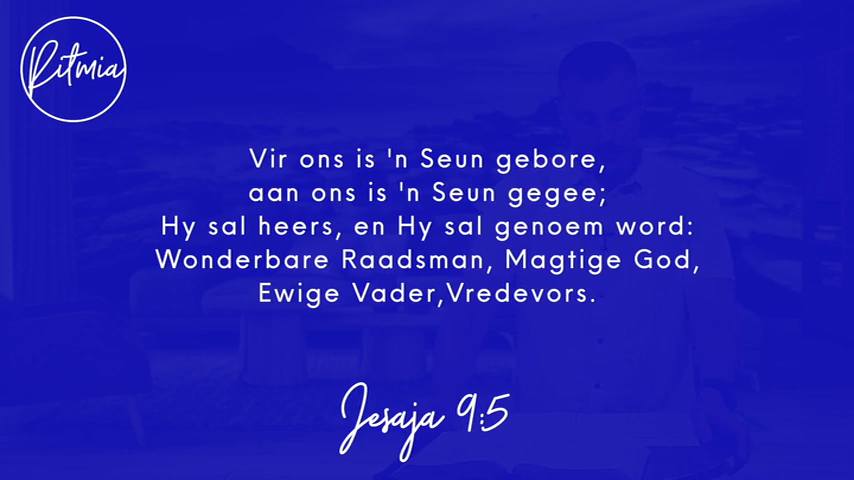 Ritmia
Vir ons is 'n Seun gebore,
aan ons is 'n Seun gegee;
Hy sal heers, en Hy sal genoem word:
Wonderbare Raadsman, Magtige God,
Ewige Vader,Vredevors.
Jesaja 9:5